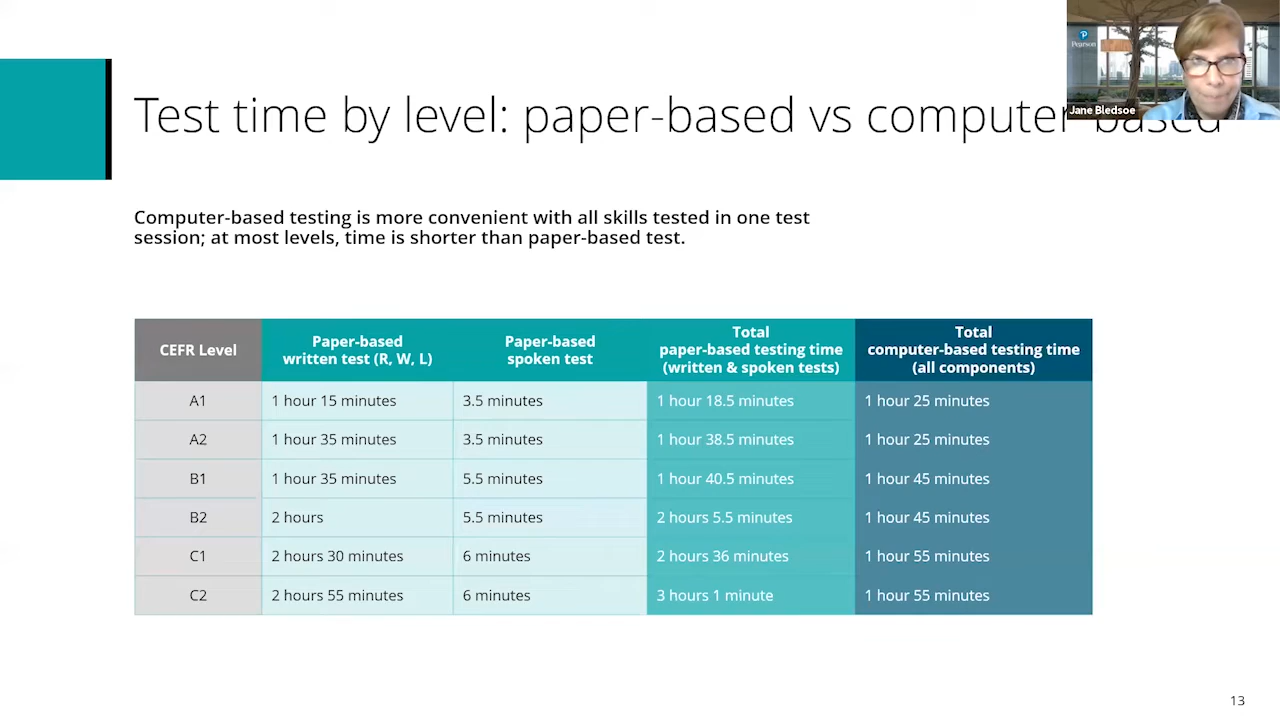 Pearson
Jane Bledsoe
Test time by level: paper-based vs computer-based
Computer-based testing is more convenient with all skills tested in one test
session; at most levels, time is shorter than paper-based test.
CEFR Level
Paper-based
written test (R, W, L)
Paper-based
spoken test
Total
paper-based testing time
(written & spoken tests)
Total
computer-based testing time
(all components)
A1 1 hour 15 minutes 3.5 minutes 1 hour 18.5 minutes 1 hour 25 minutes
A2 1 hour 35 minutes 3.5 minutes 1 hour 38.5 minutes 1 hour 25 minutes
B1 1 hour 35 minutes 5.5 minutes 1 hour 40.5 minutes 1 hour 45 minutes
B2 2 hours 5.5 minutes 2 hours 5.5 minutes 1 hour 45 minutes
C1 2 hours 30 minutes 6 minutes 2 hours 36 minutes 1 hour 55 minutes
C2 2 hours 55 minutes 6 minutes 3 hours 1 minute 1 hour 55 minutes
13